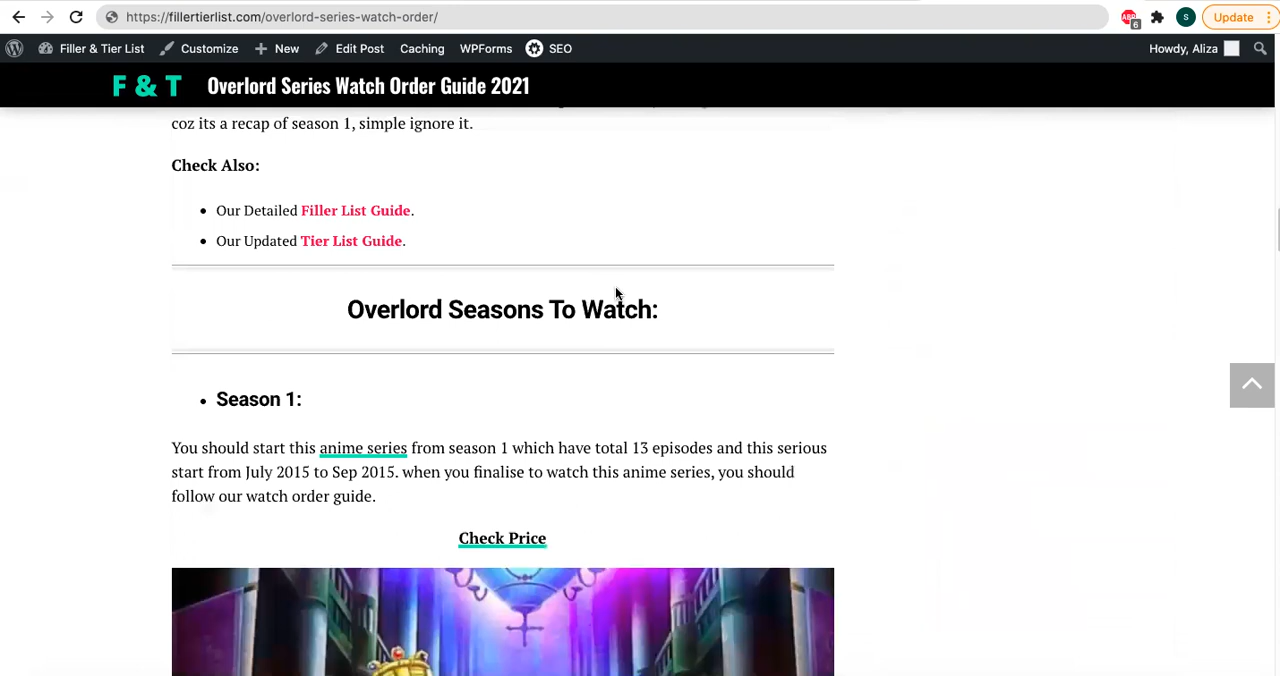 https://fillertierlist.com/overlord-series-watch-order/
6
S
Update
Filler & Tier List Customize New Edit Post Caching WPForms SEO Howdy, Aliza
F & T Overlord Series Watch Order Guide 2021
coz its a recap of season 1, simple ignore it.
Check Also:
Our Detailed Filler List Guide.
Our Updated Tier List Guide.
Overlord Seasons To Watch:
Season 1:
You should start this anime series from season 1 which have total 13 episodes and this serious
start from July 2015 to Sep 2015. when you finalise to watch this anime series, you should
follow our watch order guide.
Check Price